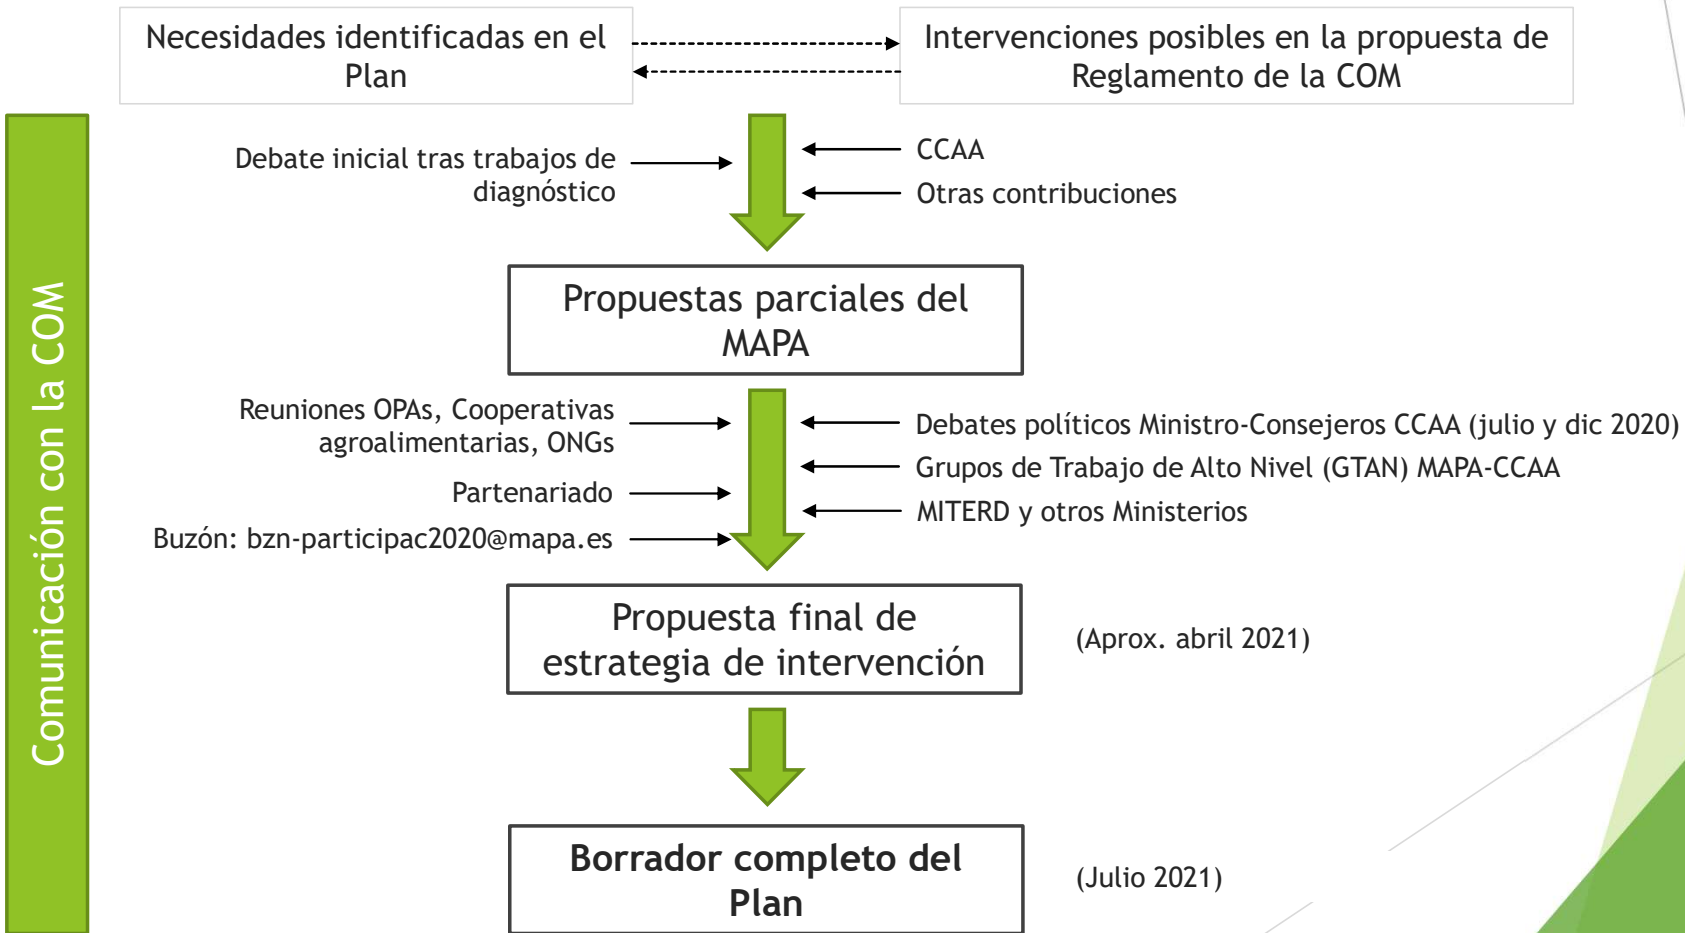 Necesidades identificadas en el
Plan
Intervenciones posibles en la propuesta de
Reglamento de la COM
Comunicación con la COM
Debate inicial tras trabajos de
diagnóstico
CCAA
Otras contribuciones
Propuestas parciales del
MAPA
Reuniones OPAs, Cooperativas
agroalimentarias, ONGs
Partenariado
Buzón: bzn-participac2020@mapa.es
Debates políticos Ministro-Consejeros CCAA (julio y dic 2020)
Grupos de Trabajo de Alto Nivel (GTAN) MAPA-CCAA
MITERD y otros Ministerios
Propuesta final de
estrategia de intervención
(Aprox. abril 2021)
Borrador completo del
Plan
(Julio 2021)